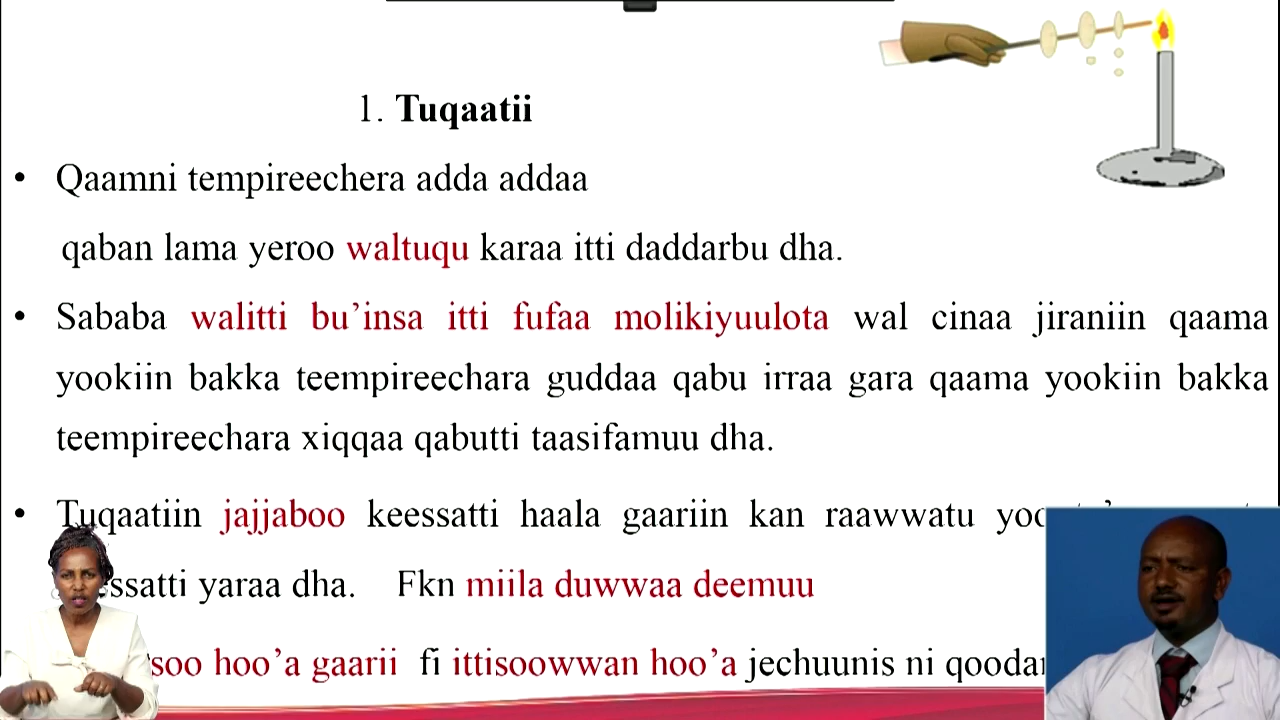 1. Tuqaatii
• Qaamni tempireechera adda addaa
qaban lama yeroo waltuqu karaa itti daddarbu dha.
• Sababa walitti bu’insa itti fufaa molikiyuulota wal cinaa jiraniin qaama
yookiin bakka teempireechara guddaa qabu irraa gara qaama yookiin bakka
teempireechara xiqqaa qabutti taasifamuu dha.
• Tuqaatiin jajjaboo keessatti haala gaariin kan raawwatu
yaraa dha. Fkn miila duwwaa deemuu
hoo’a gaarii fi ittisoowwan hoo’a jechuunis ni